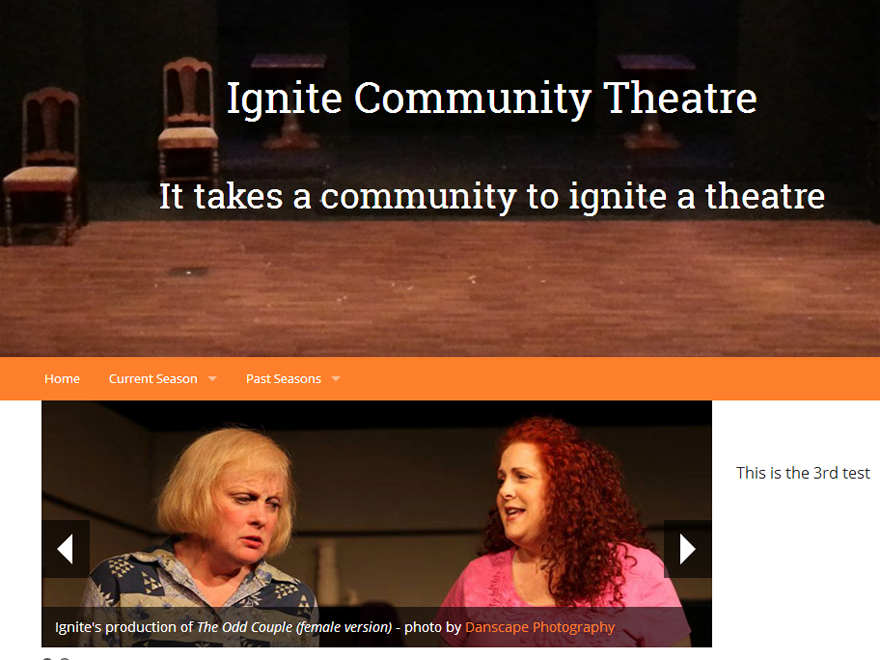 Ignite Community Theatre
It takes a community to ignite a theatre
Home Current Season Past Seasons
This is the 3rd test
Ignite's production of The Odd Couple (female version) - photo by Danscape Photography